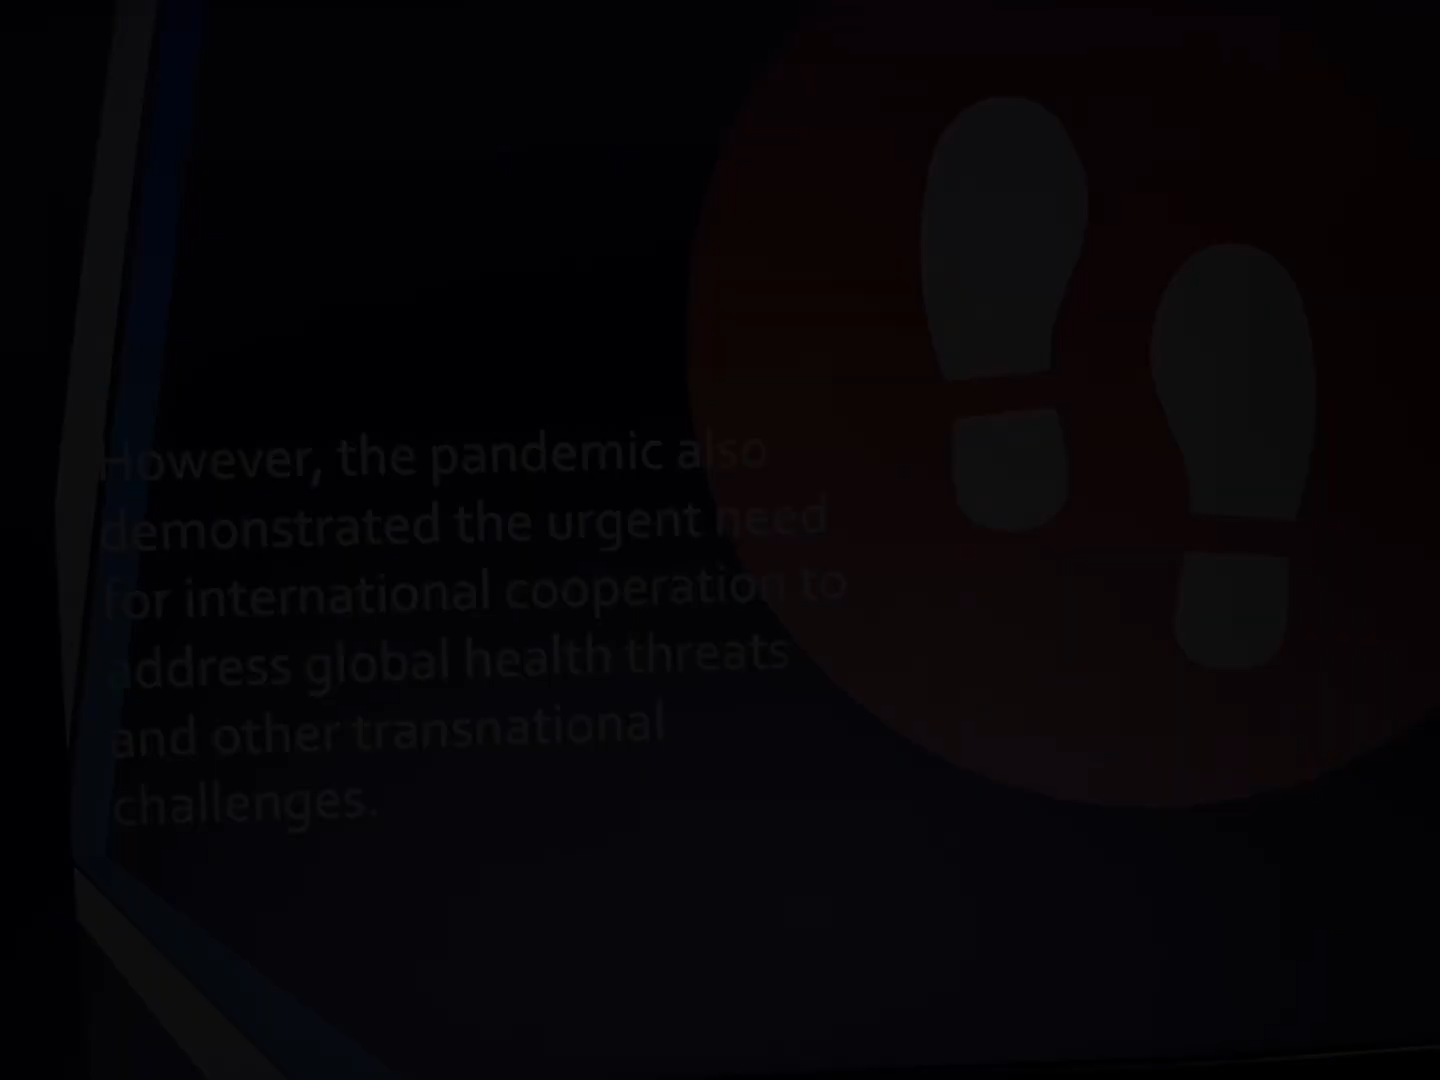 However, the pandemic also
demonstrated the urgent need
for international cooperation to
address global health threats
and other transnational
challenges.